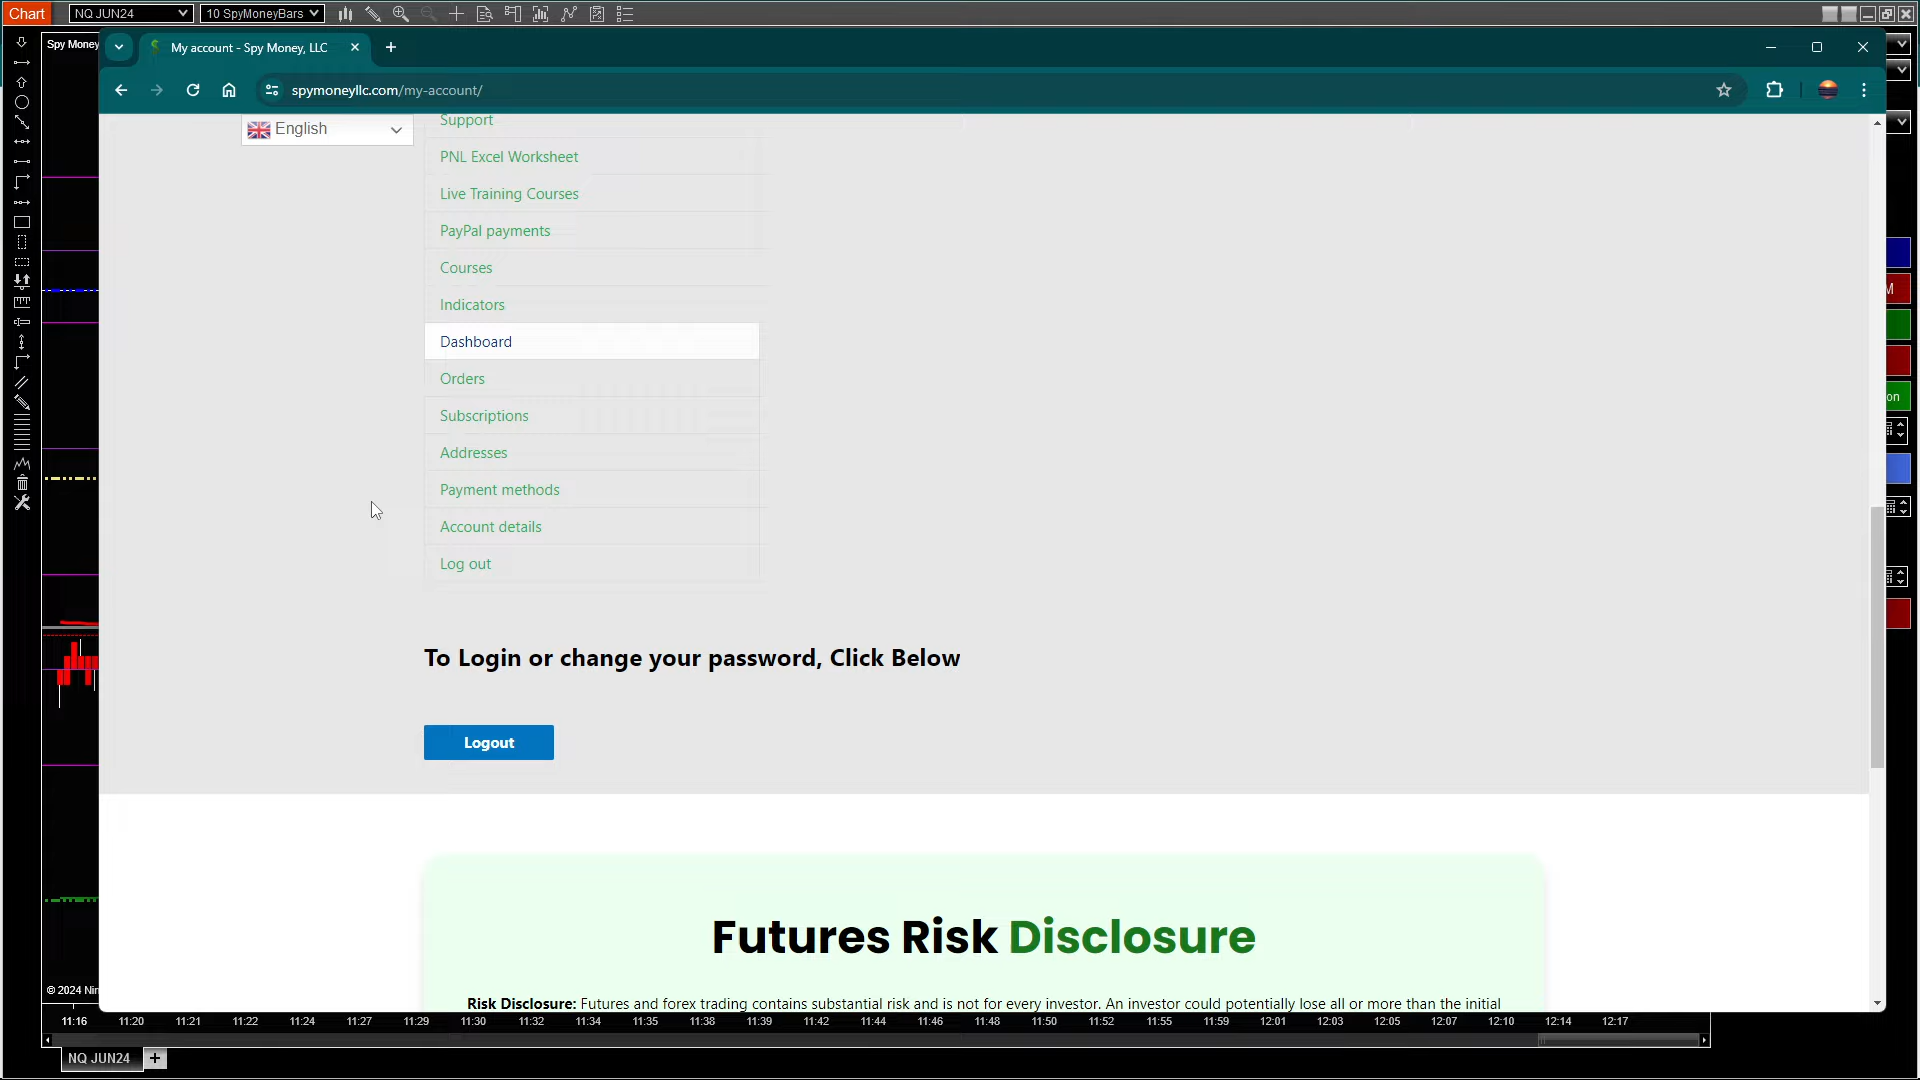 Chart
NQ JUN24
10 SpyMoneyBars
Spy Money
My account - Spy Money, LLC
spymoneyllc.com/my-account/
English
Support
PNL Excel Worksheet
Live Training Courses
PayPal payments
Courses
Indicators
Dashboard
Orders
Subscriptions
Addresses
Payment methods
Account details
Log out
To Login or change your password, Click Below
Logout
Futures Risk Disclosure
Risk Disclosure: Futures and forex trading contains substantial risk and is not for every investor. An investor could potentially lose all or more than the initial
M
on
© 2024 Nin
11:16 11:20 11:21 11:22 11:24 11:27 11:29 11:30 11:32 11:34 11:35 11:38 11:39 11:42 11:44 11:46 11:48 11:50 11:52 11:55 11:59 12:01 12:03 12:05 12:07 12:10 12:14 12:17
NQ JUN24